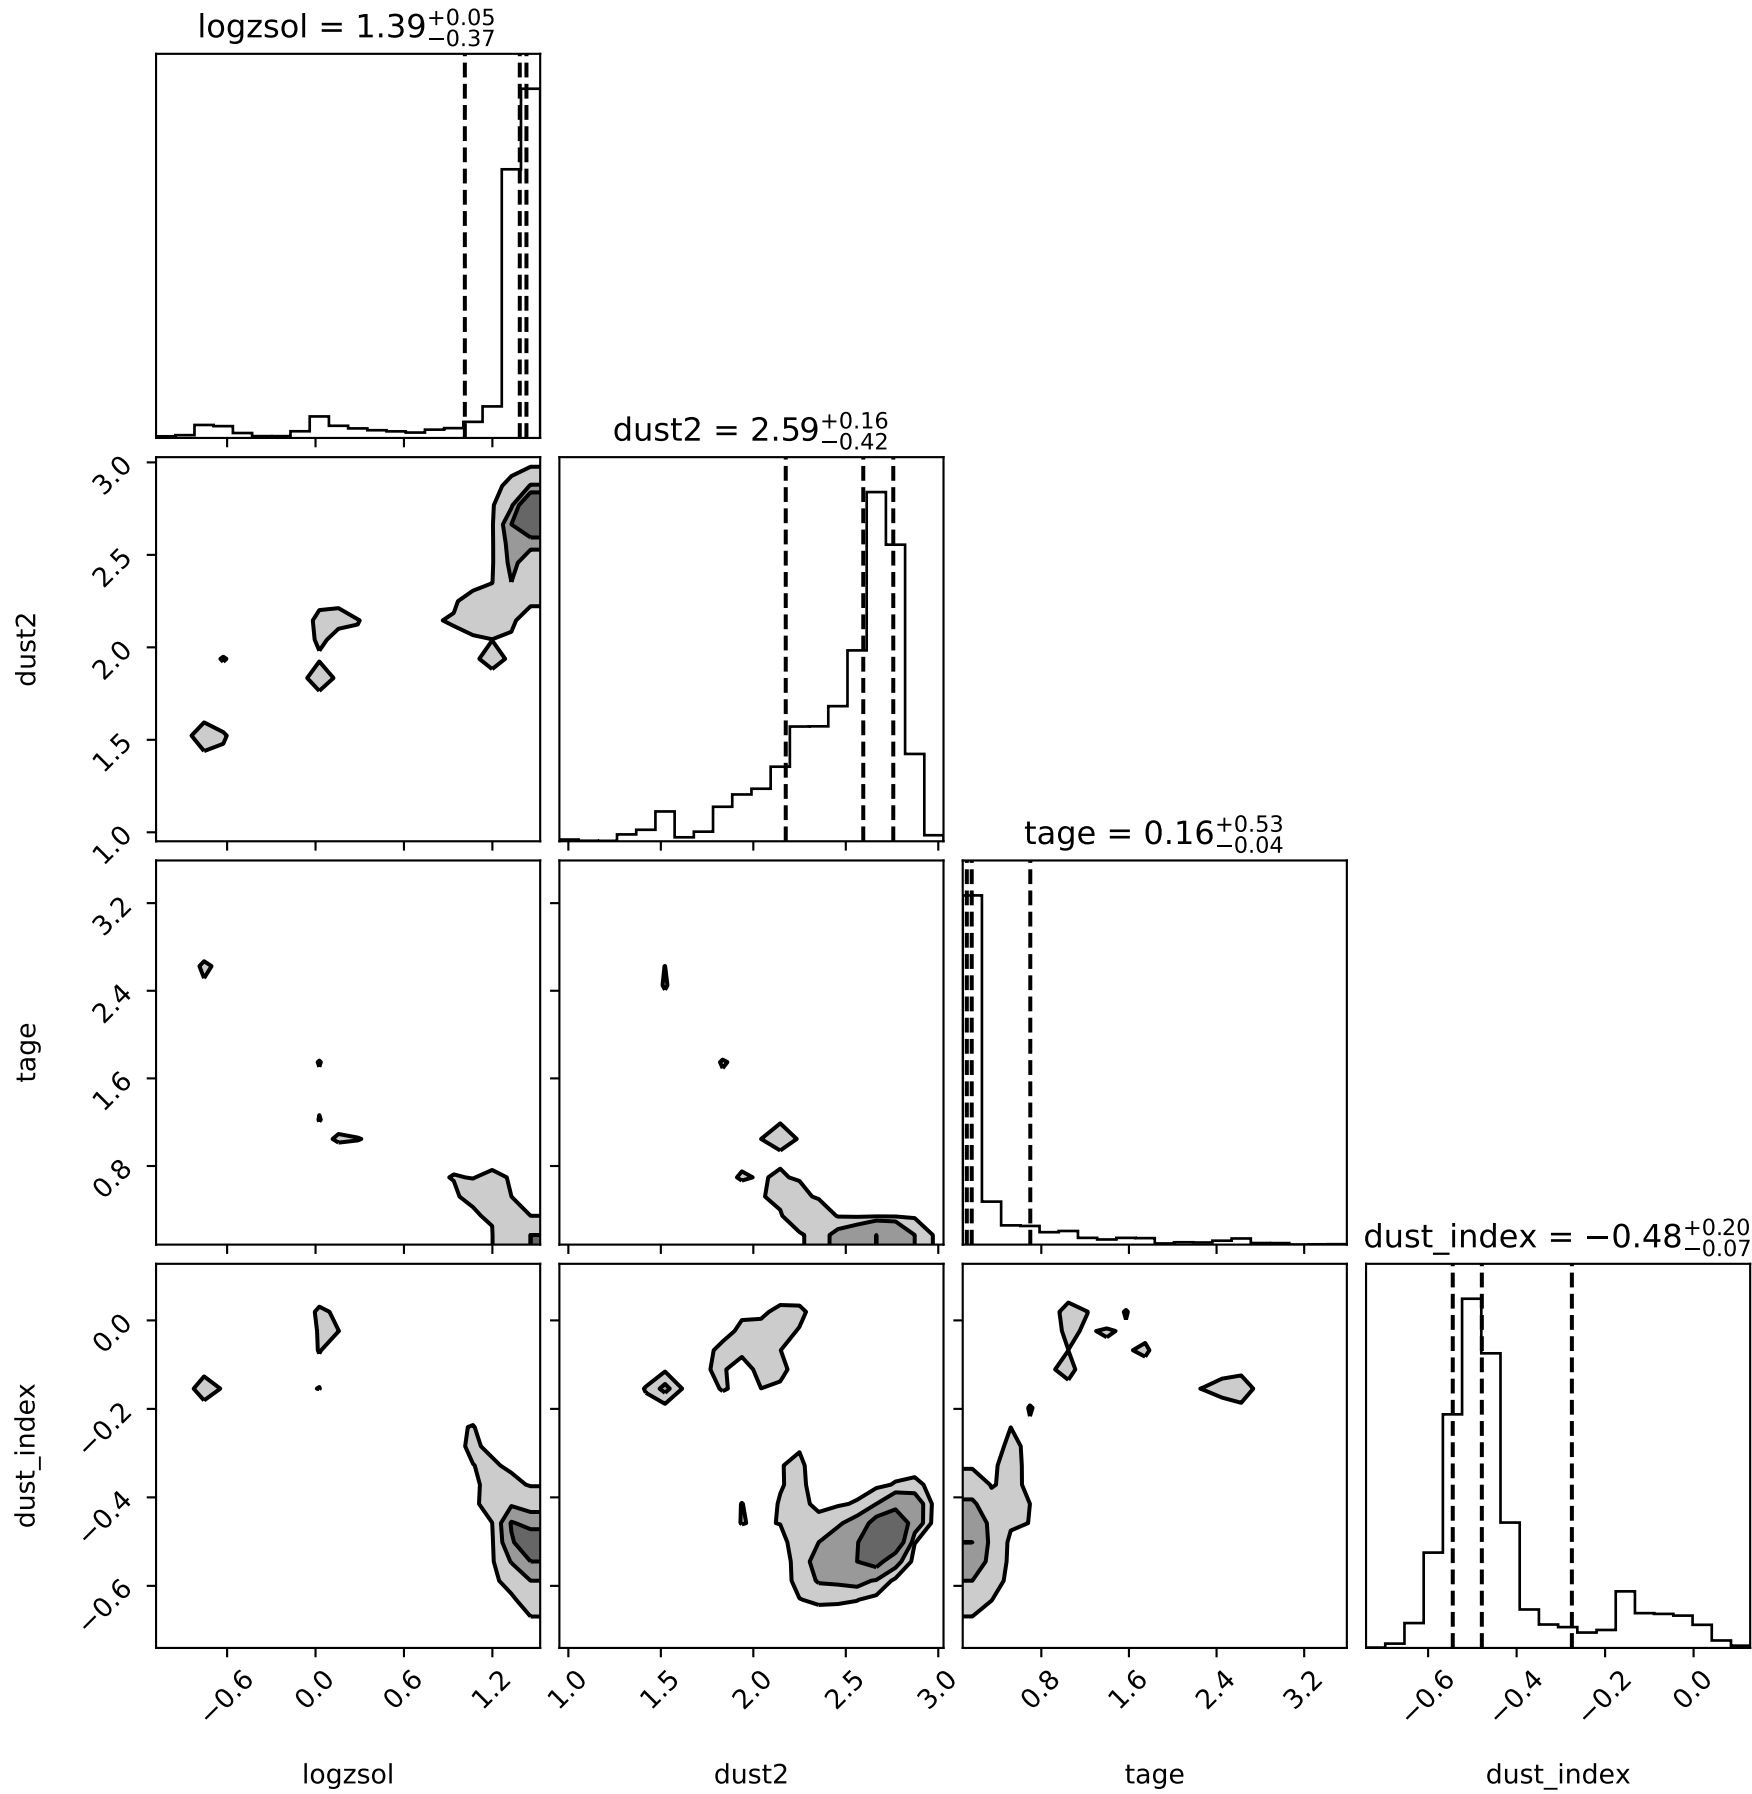 logzsol = 1.39 +0.05 −0.37
dust2 = 2.59 +0.16 −0.42
3.0
2.5
2.0
1.5
1.0
dust2
tage = 0.16 +0.53 −0.04
3.2
2.4
1.6
0.8
tage
dust_index = −0.48 +0.20 −0.07
0.0
−0.2
−0.4
−0.6
dust_index
−0.6 0.0 0.6 1.2 1.0 1.5 2.0 2.5 3.0 0.8 1.6 2.4 3.2 −0.6 −0.4 −0.2 0.0
logzsol dust2 tage dust_index